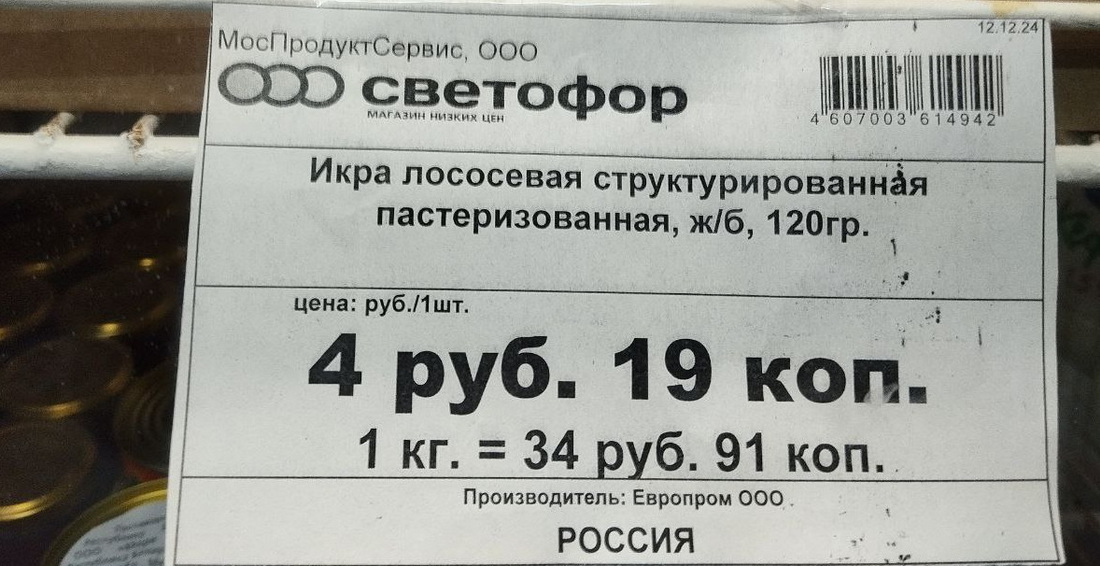 12.12.24
МосПродуктСервис, ООО
светофор
МАГАЗИН НИЗКИХ ЦЕН
4 607003 614942
Икра лососевая структурированная
пастеризованная, ж/б, 120гр.
цена: руб./1шт.
4 руб. 19 коп.
1 кг. = 34 руб. 91 коп.
Производитель: Европром ООО
РОССИЯ